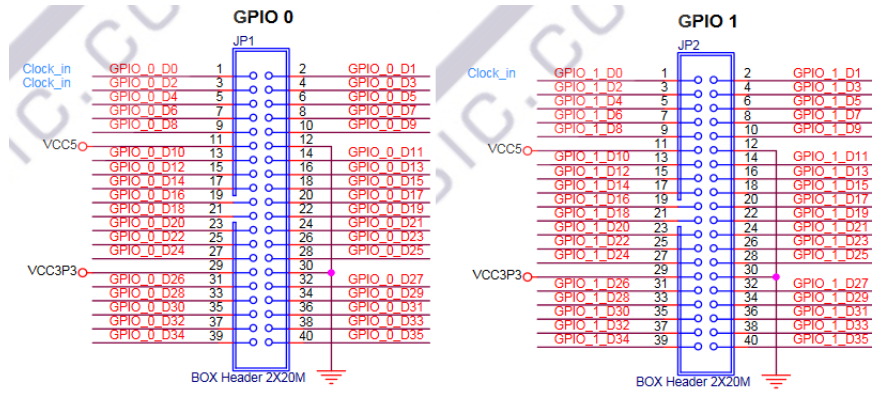 GPIO 0
JP1
Clock_in GPIO_0_D0 1 2 GPIO_0_D1
Clock_in GPIO_0_D2 3 4 GPIO_0_D3
GPIO_0_D4 5 6 GPIO_0_D5
GPIO_0_D6 7 8 GPIO_0_D7
GPIO_0_D8 9 10 GPIO_0_D9
VCC5 11 12
GPIO_0_D10 13 14 GPIO_0_D11
GPIO_0_D12 15 16 GPIO_0_D13
GPIO_0_D14 17 18 GPIO_0_D15
GPIO_0_D16 19 20 GPIO_0_D17
GPIO_0_D18 21 22 GPIO_0_D19
GPIO_0_D20 23 24 GPIO_0_D21
GPIO_0_D22 25 26 GPIO_0_D23
GPIO_0_D24 27 28 GPIO_0_D25
VCC3P3 29 30
GPIO_0_D26 31 32 GPIO_0_D27
GPIO_0_D28 33 34 GPIO_0_D29
GPIO_0_D30 35 36 GPIO_0_D31
GPIO_0_D32 37 38 GPIO_0_D33
GPIO_0_D34 39 40 GPIO_0_D35
BOX Header 2X20M
GPIO 1
JP2
Clock_in GPIO_1_D0 1 2 GPIO_1_D1
GPIO_1_D2 3 4 GPIO_1_D3
GPIO_1_D4 5 6 GPIO_1_D5
GPIO_1_D6 7 8 GPIO_1_D7
GPIO_1_D8 9 10 GPIO_1_D9
VCC5 11 12
GPIO_1_D10 13 14 GPIO_1_D11
GPIO_1_D12 15 16 GPIO_1_D13
GPIO_1_D14 17 18 GPIO_1_D15
GPIO_1_D16 19 20 GPIO_1_D17
GPIO_1_D18 21 22 GPIO_1_D19
GPIO_1_D20 23 24 GPIO_1_D21
GPIO_1_D22 25 26 GPIO_1_D23
GPIO_1_D24 27 28 GPIO_1_D25
VCC3P3 29 30
GPIO_1_D26 31 32 GPIO_1_D27
GPIO_1_D28 33 34 GPIO_1_D29
GPIO_1_D30 35 36 GPIO_1_D31
GPIO_1_D32 37 38 GPIO_1_D33
GPIO_1_D34 39 40 GPIO_1_D35
BOX Header 2X20M